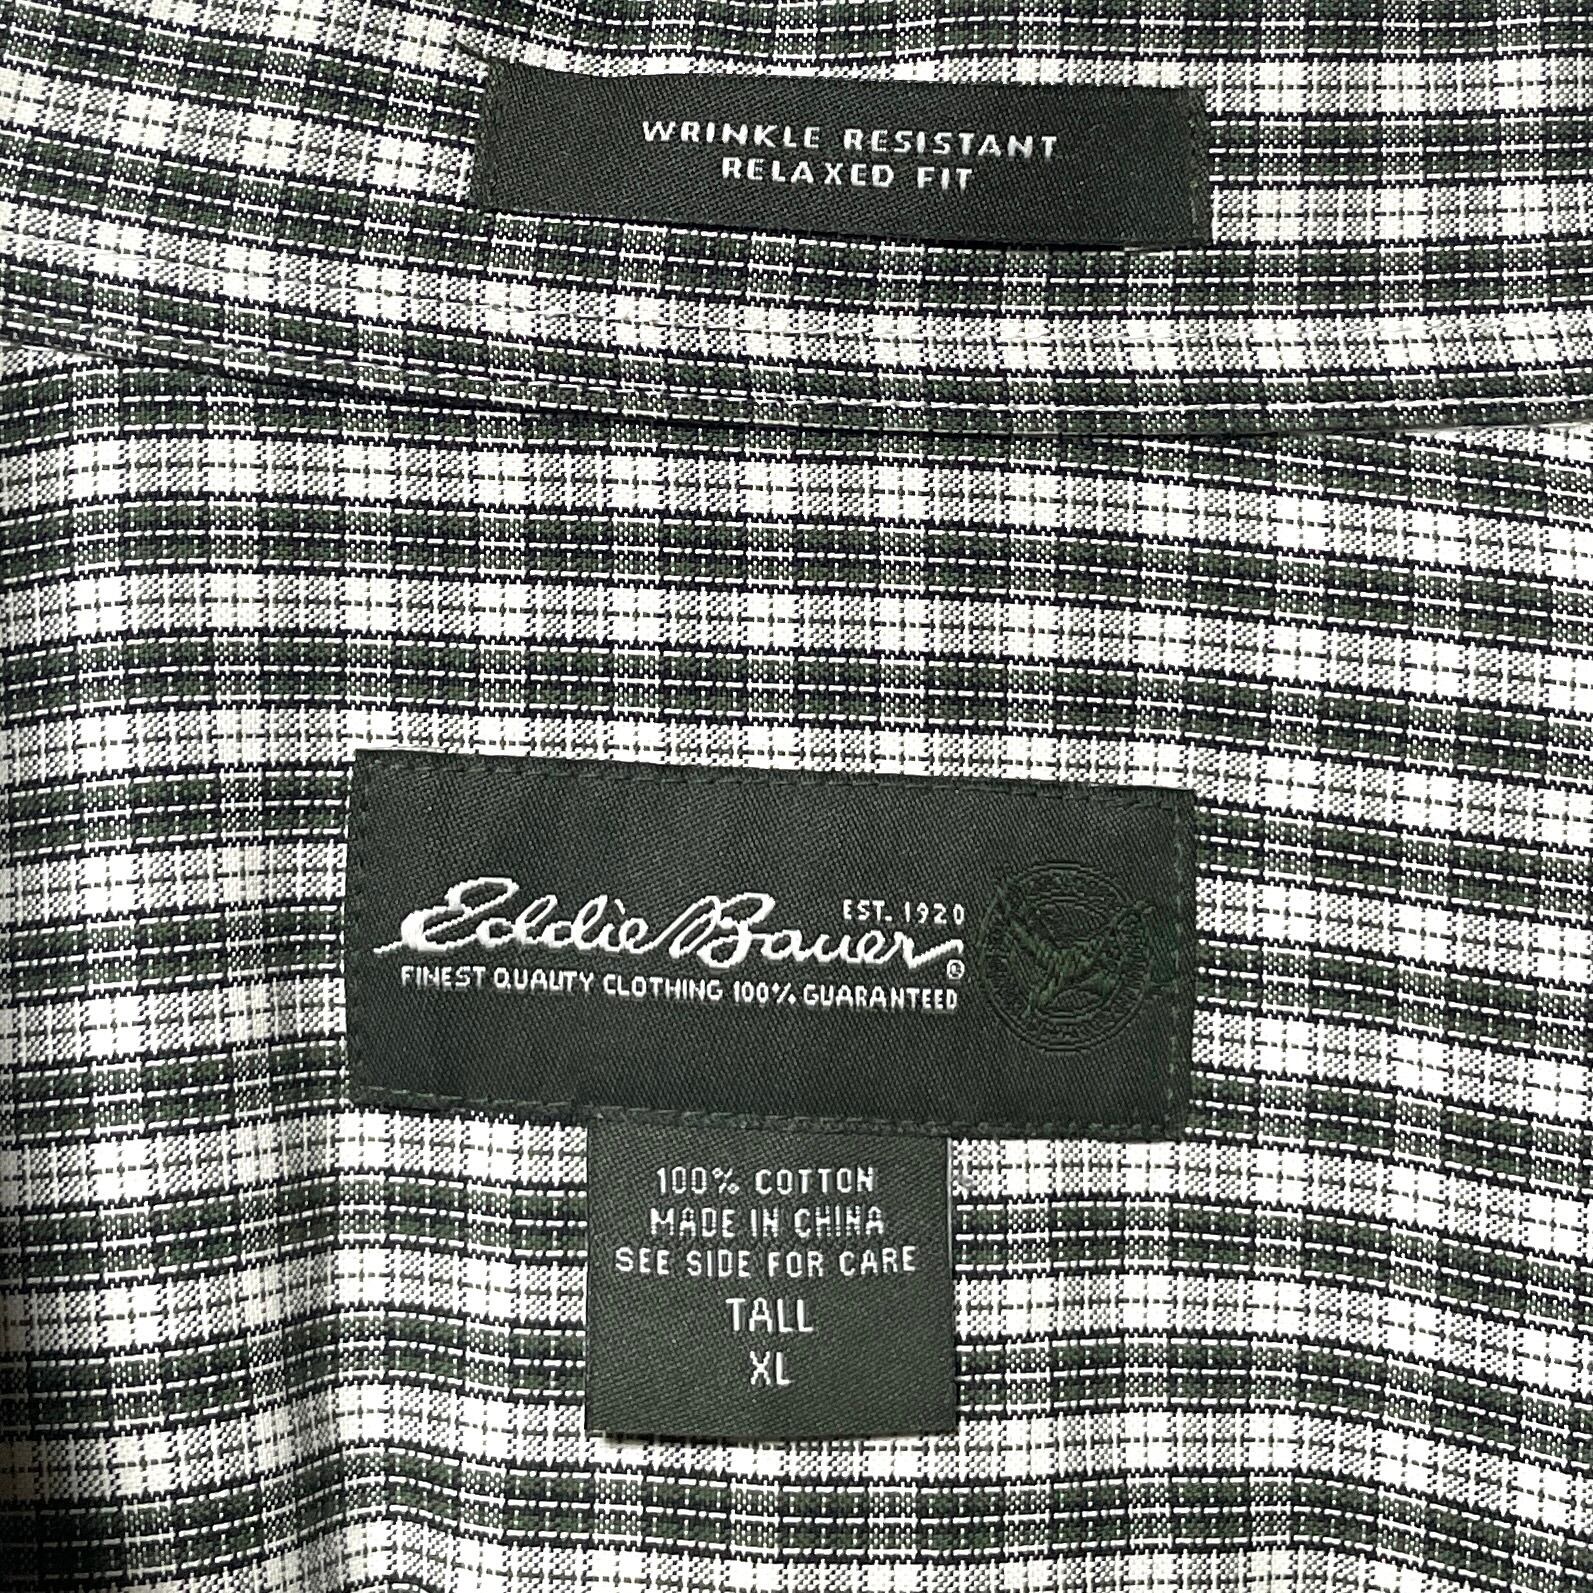 WRINKLE RESISTANT
RELAXED FIT
EST. 1920
Eddie Bauer®
FINEST QUALITY CLOTHING 100% GUARANTEED
100% COTTON
MADE IN CHINA
SEE SIDE FOR CARE
TALL
XL